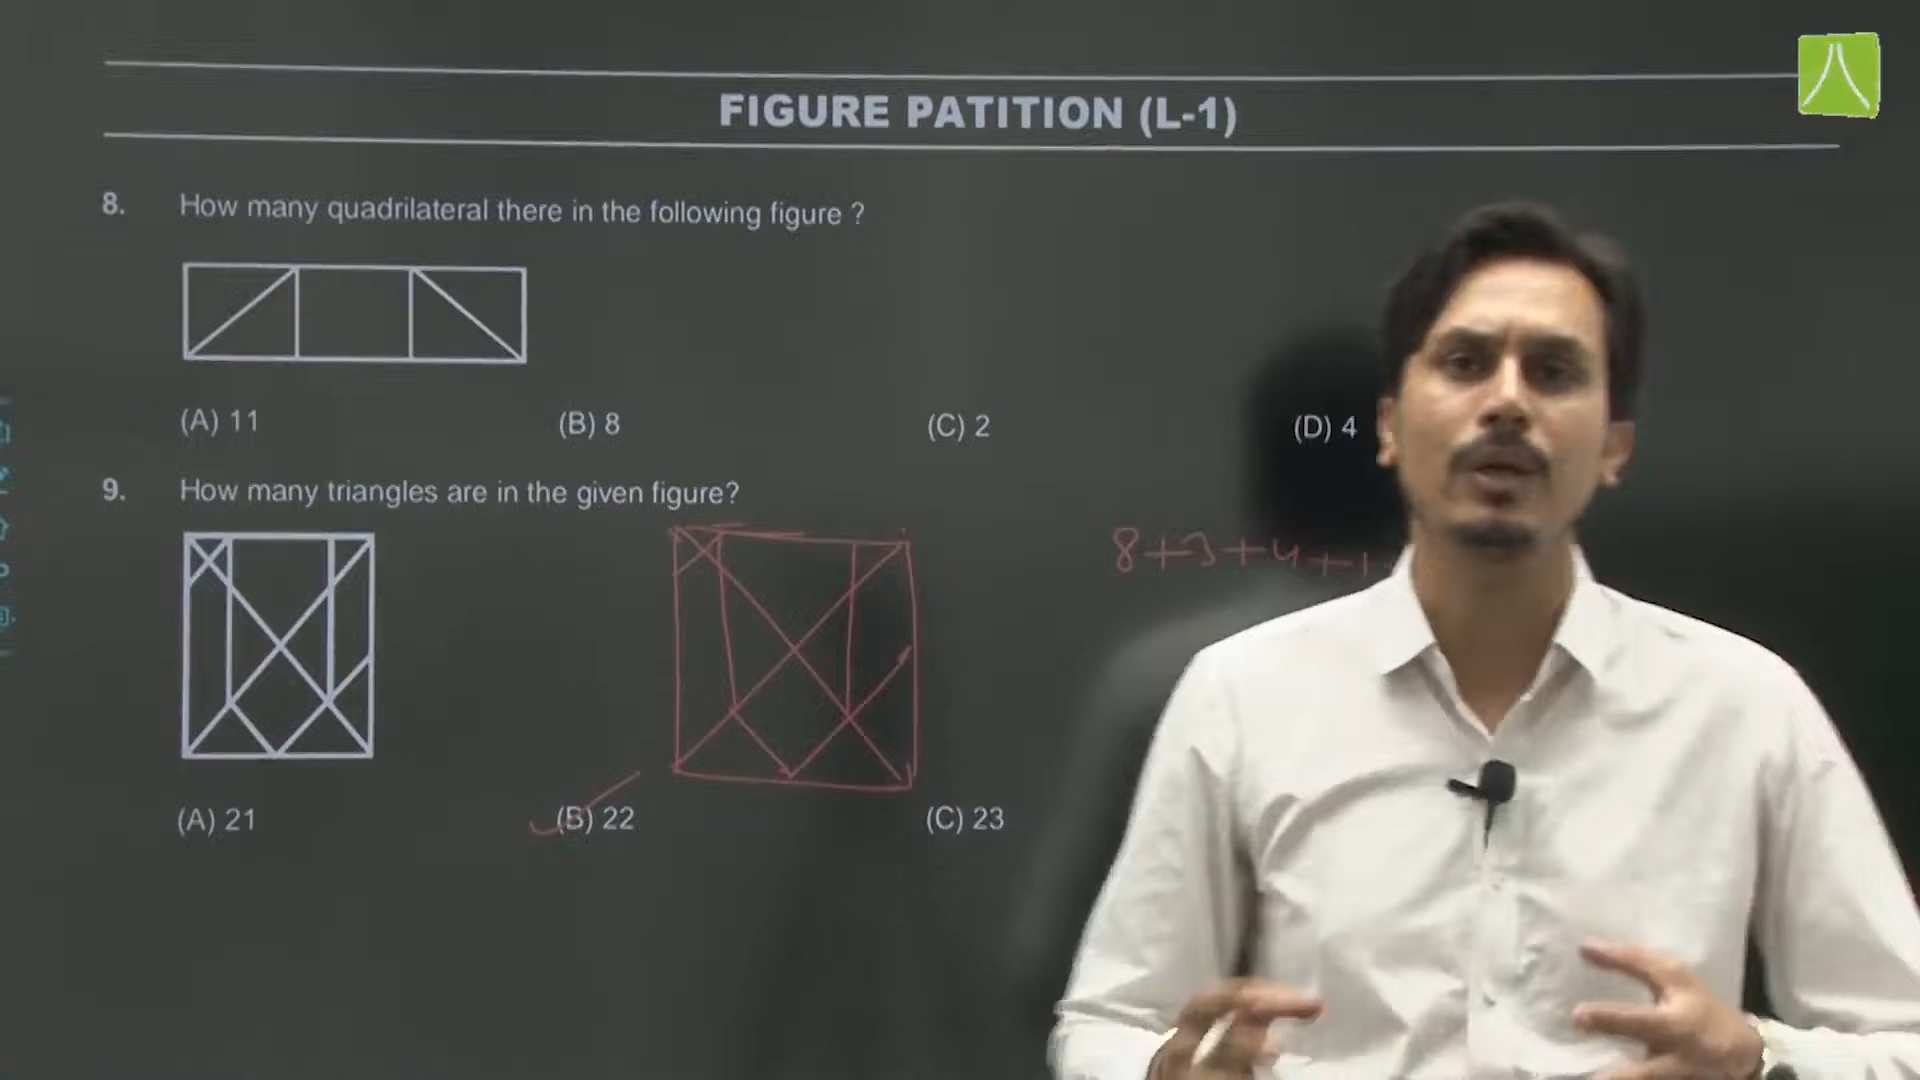 FIGURE PATITION (L-1)
8. How many quadrilateral there in the following figure ?
(A) 11 (B) 8 (C) 2 (D) 4
9. How many triangles are in the given figure?
8+3+4+1
(A) 21 (B) 22 (C) 23